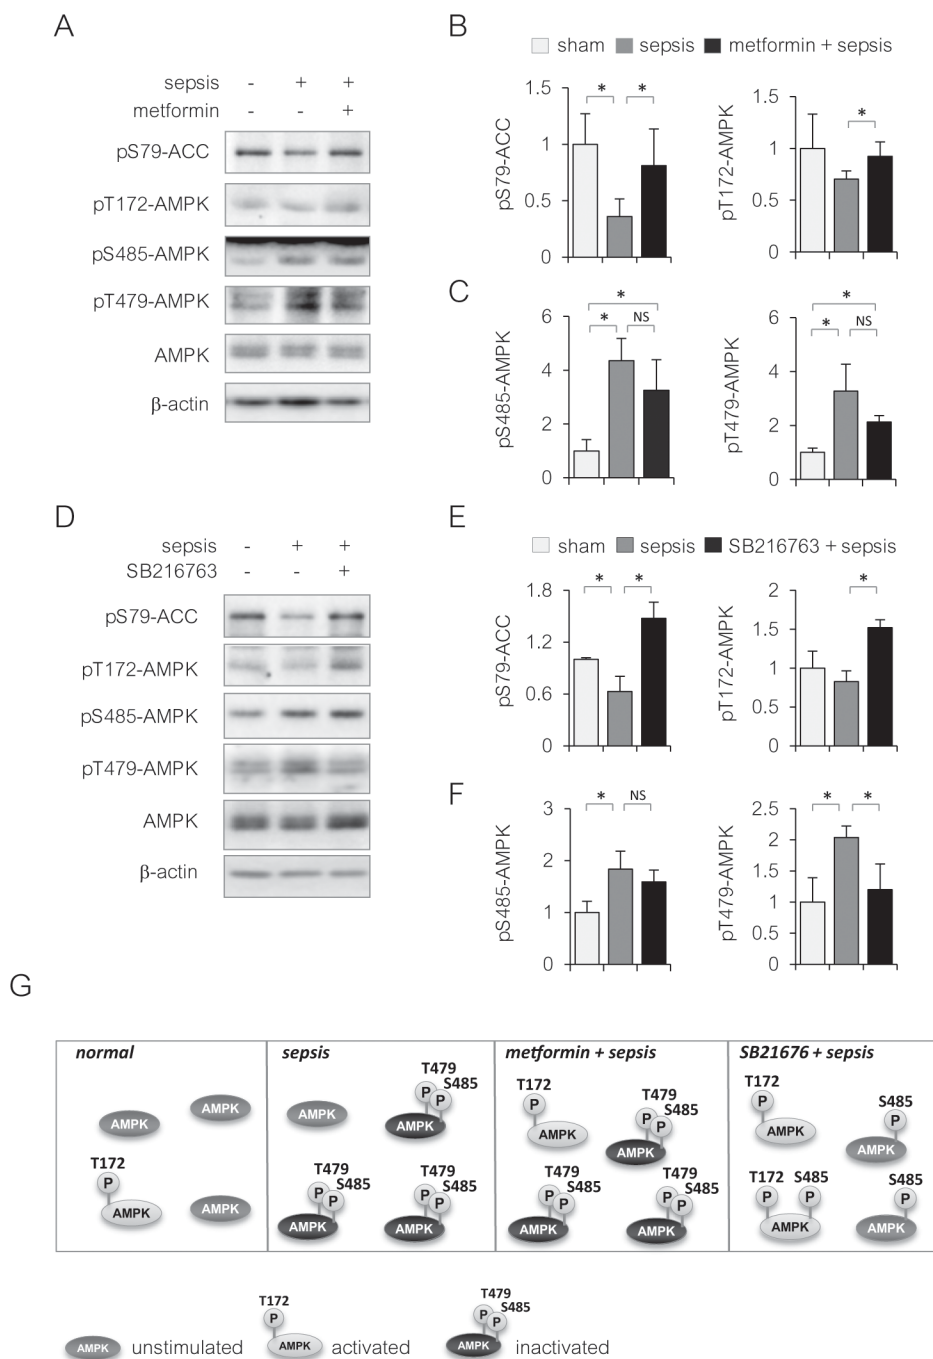 A
sepsis - + +
metformin - - +
pS79-ACC
pT172-AMPK
pS485-AMPK
pT479-AMPK
AMPK
β-actin
B
sham sepsis metformin + sepsis
pS79-ACC
1.5
1
0.5
0
* *
pT172-AMPK
1.5
1
0.5
0
*
C
pS485-AMPK
6
4
2
0
*
* NS
pT479-AMPK
6
4
2
0
*
* NS
D
sepsis - + +
SB216763 - - +
pS79-ACC
pT172-AMPK
pS485-AMPK
pT479-AMPK
AMPK
β-actin
E
sham sepsis SB216763 + sepsis
pS79-ACC
1.8
1.2
0.6
0
* *
pT172-AMPK
2
1.5
1
0.5
0
*
F
pS485-AMPK
3
2
1
0
* NS
pT479-AMPK
2.5
2
1.5
1
0.5
0
* *
G
normal
AMPK
AMPK
T172
P
AMPK
AMPK
sepsis
AMPK
T479
S485
P P
AMPK
T479
S485
P P
AMPK
T479
S485
P P
AMPK
metformin + sepsis
T172
P
AMPK
T479
S485
P P
AMPK
T479
S485
P P
AMPK
T479
S485
P P
AMPK
SB21676 + sepsis
T172
P
AMPK
S485
P
AMPK
T172 S485
P P
AMPK
S485
P
AMPK
AMPK unstimulated
T172
P
AMPK activated
T479
S485
P P
AMPK inactivated